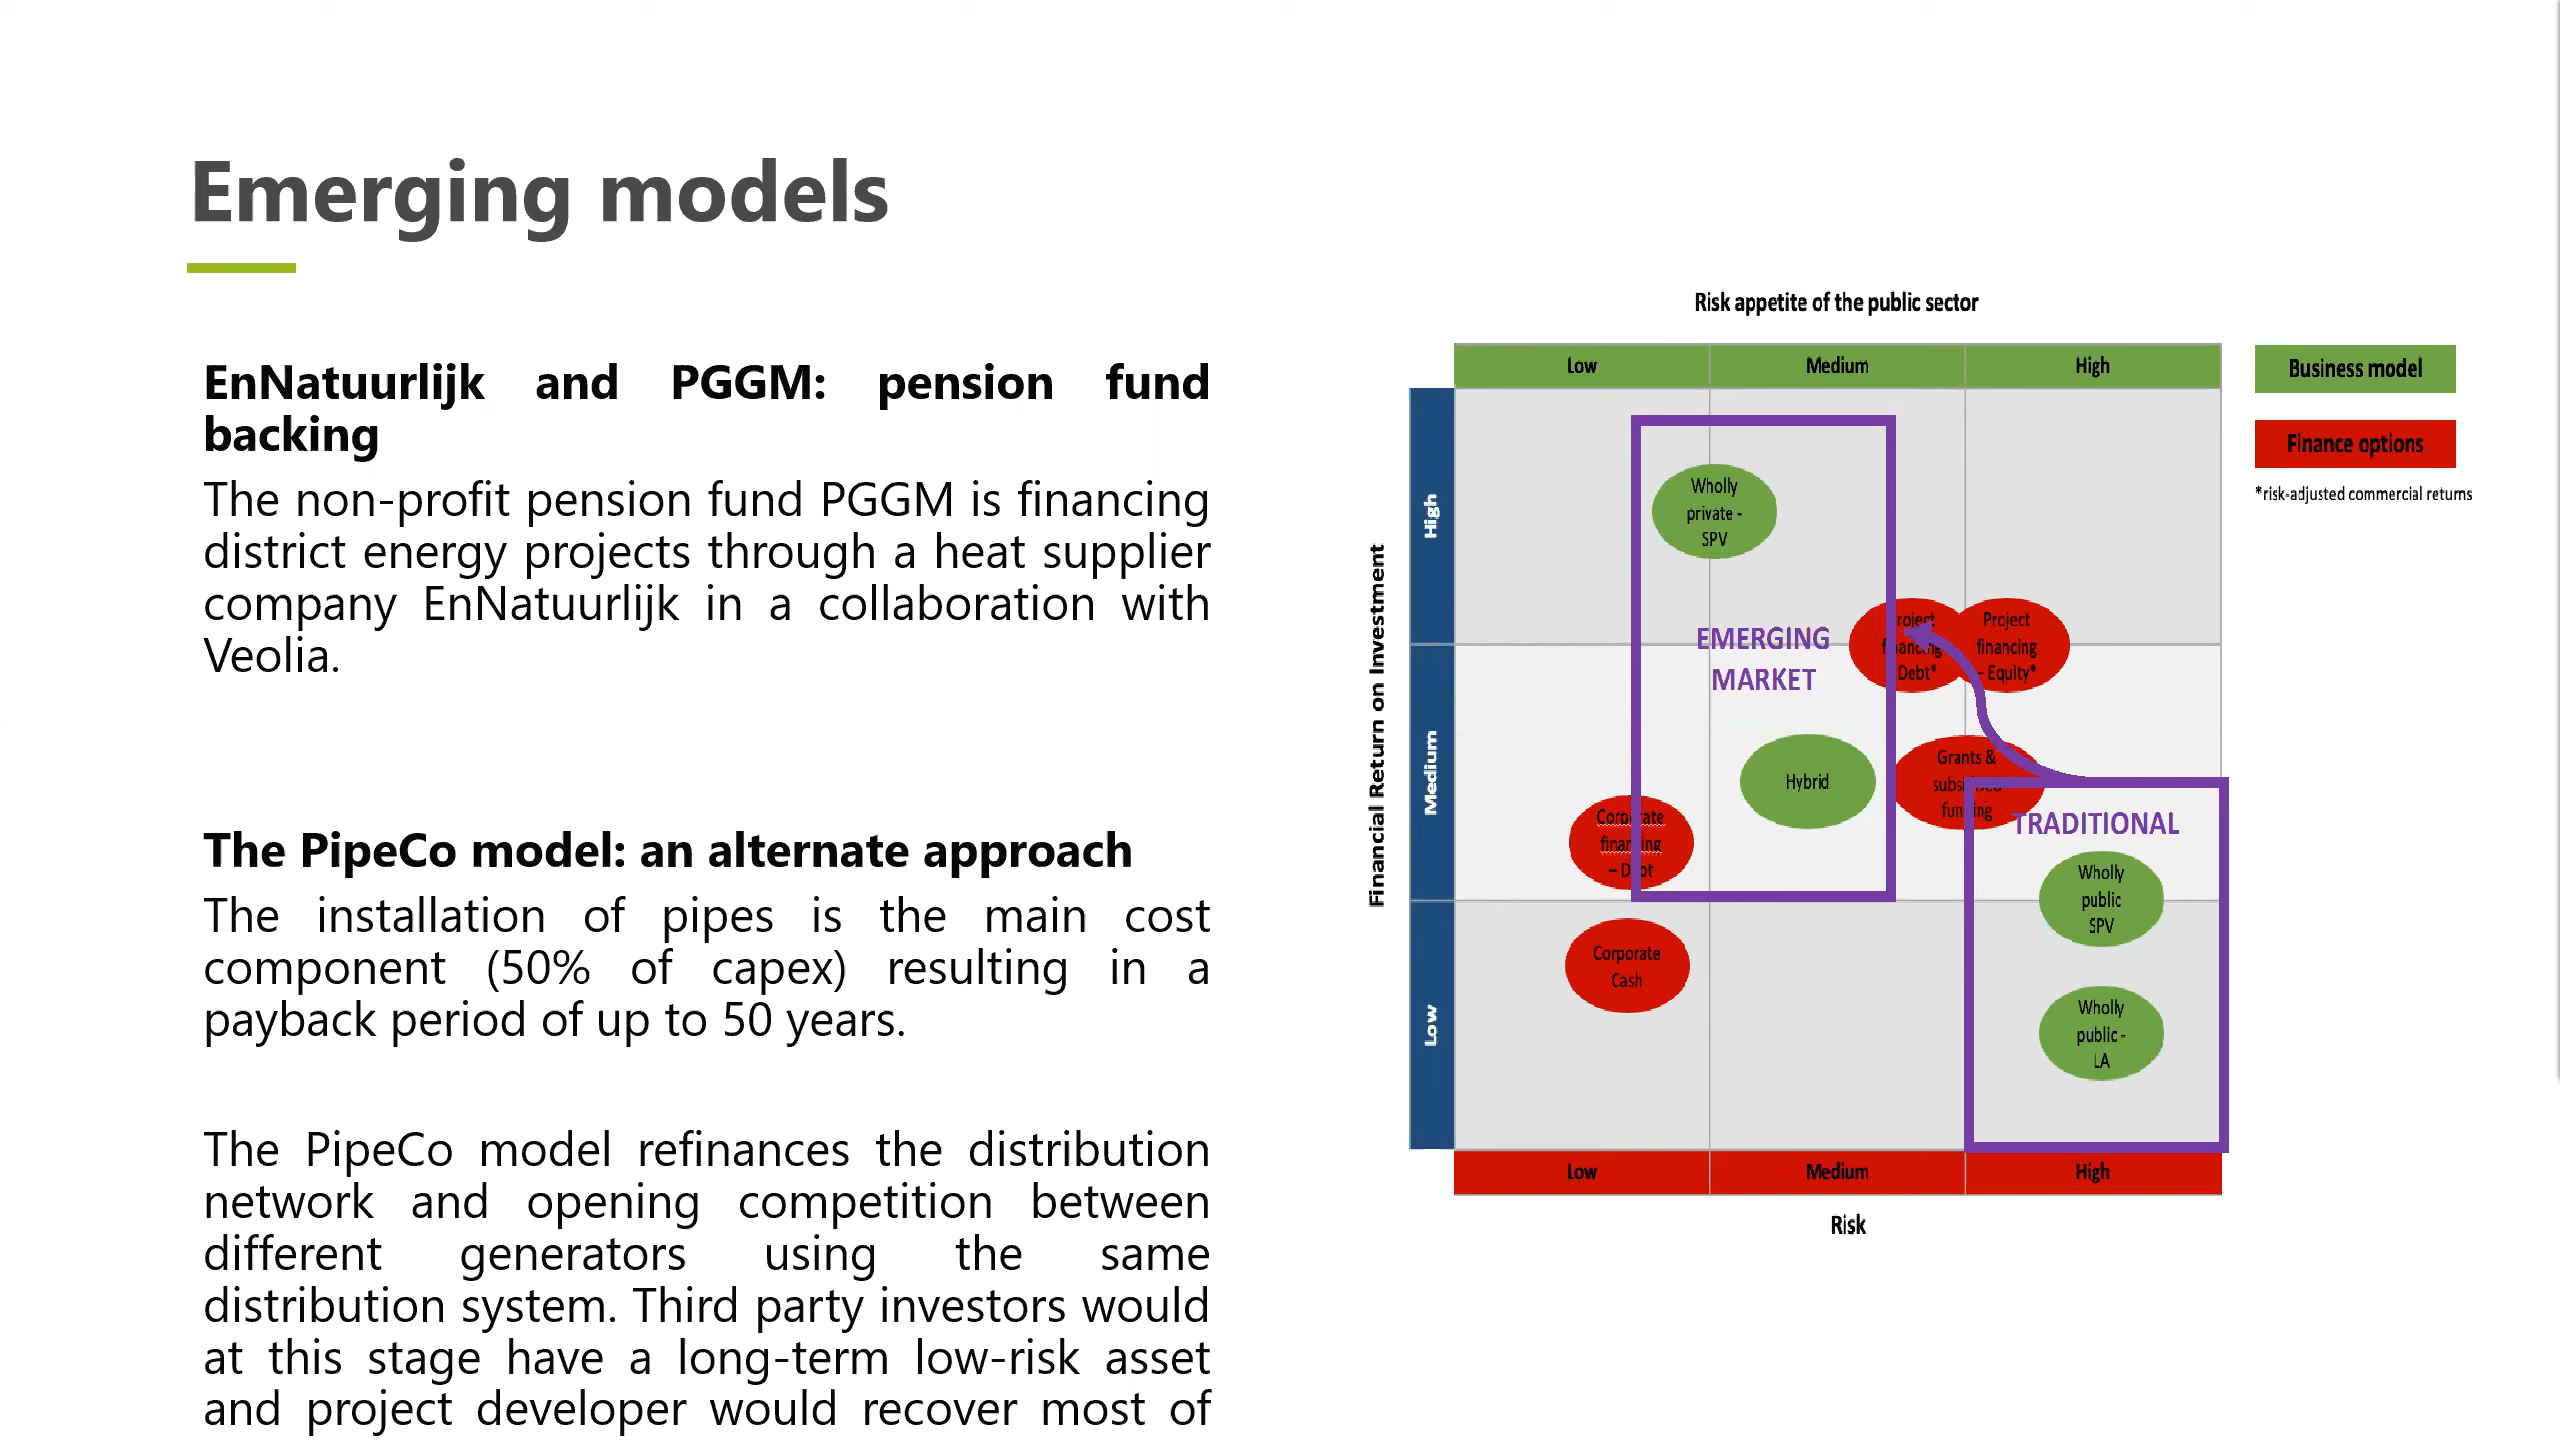 Emerging models
EnNatuurlijk and PGGM: pension fund
backing
The non-profit pension fund PGGM is financing
district energy projects through a heat supplier
company EnNatuurlijk in a collaboration with
Veolia.
The PipeCo model: an alternate approach
The installation of pipes is the main cost
component (50% of capex) resulting in a
payback period of up to 50 years.
The PipeCo model refinances the distribution
network and opening competition between
different generators using the same
distribution system. Third party investors would
at this stage have a long-term low-risk asset
and project developer would recover most of
Risk appetite of the public sector
Low Medium High
Business model
Finance options
*risk-adjusted commercial returns
Financial Return on Investment
High
Medium
Low
Wholly
private -
SPV
EMERGING
MARKET
Debt*
Project
financing
– Equity*
Hybrid
Grants &
TRADITIONAL
Corporate
financing
– Debt
Wholly
public
SPV
Corporate
Cash
Wholly
public -
LA
Low Medium High
Risk